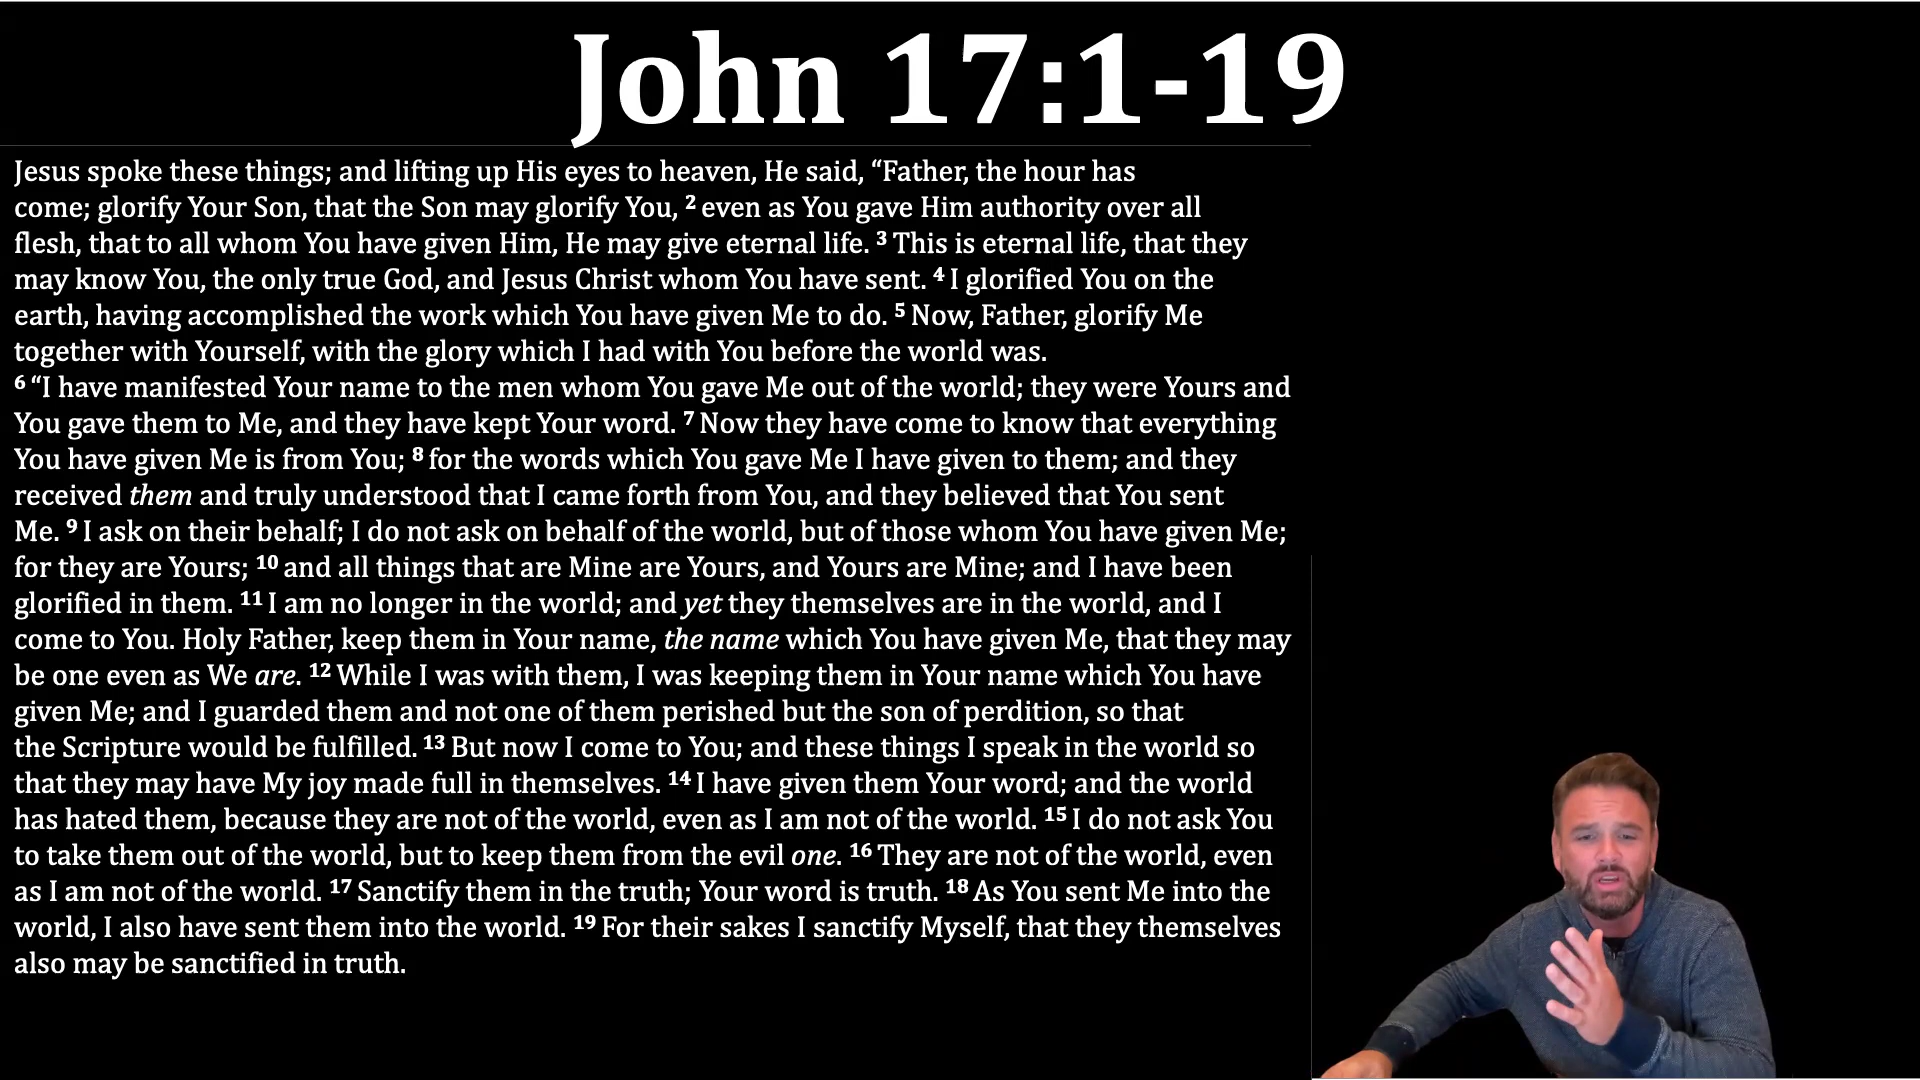 John 17:1-19
Jesus spoke these things; and lifting up His eyes to heaven, He said, “Father, the hour has
come; glorify Your Son, that the Son may glorify You, 2 even as You gave Him authority over all
flesh, that to all whom You have given Him, He may give eternal life. 3 This is eternal life, that they
may know You, the only true God, and Jesus Christ whom You have sent. 4 I glorified You on the
earth, having accomplished the work which You have given Me to do. 5 Now, Father, glorify Me
together with Yourself, with the glory which I had with You before the world was.
6 “I have manifested Your name to the men whom You gave Me out of the world; they were Yours and
You gave them to Me, and they have kept Your word. 7 Now they have come to know that everything
You have given Me is from You; 8 for the words which You gave Me I have given to them; and they
received them and truly understood that I came forth from You, and they believed that You sent
Me. 9 I ask on their behalf; I do not ask on behalf of the world, but of those whom You have given Me;
for they are Yours; 10 and all things that are Mine are Yours, and Yours are Mine; and I have been
glorified in them. 11 I am no longer in the world; and yet they themselves are in the world, and I
come to You. Holy Father, keep them in Your name, the name which You have given Me, that they may
be one even as We are. 12 While I was with them, I was keeping them in Your name which You have
given Me; and I guarded them and not one of them perished but the son of perdition, so that
the Scripture would be fulfilled. 13 But now I come to You; and these things I speak in the world so
that they may have My joy made full in themselves. 14 I have given them Your word; and the world
has hated them, because they are not of the world, even as I am not of the world. 15 I do not ask You
to take them out of the world, but to keep them from the evil one. 16 They are not of the world, even
as I am not of the world. 17 Sanctify them in the truth; Your word is truth. 18 As You sent Me into the
world, I also have sent them into the world. 19 For their sakes I sanctify Myself, that they themselves
also may be sanctified in truth.